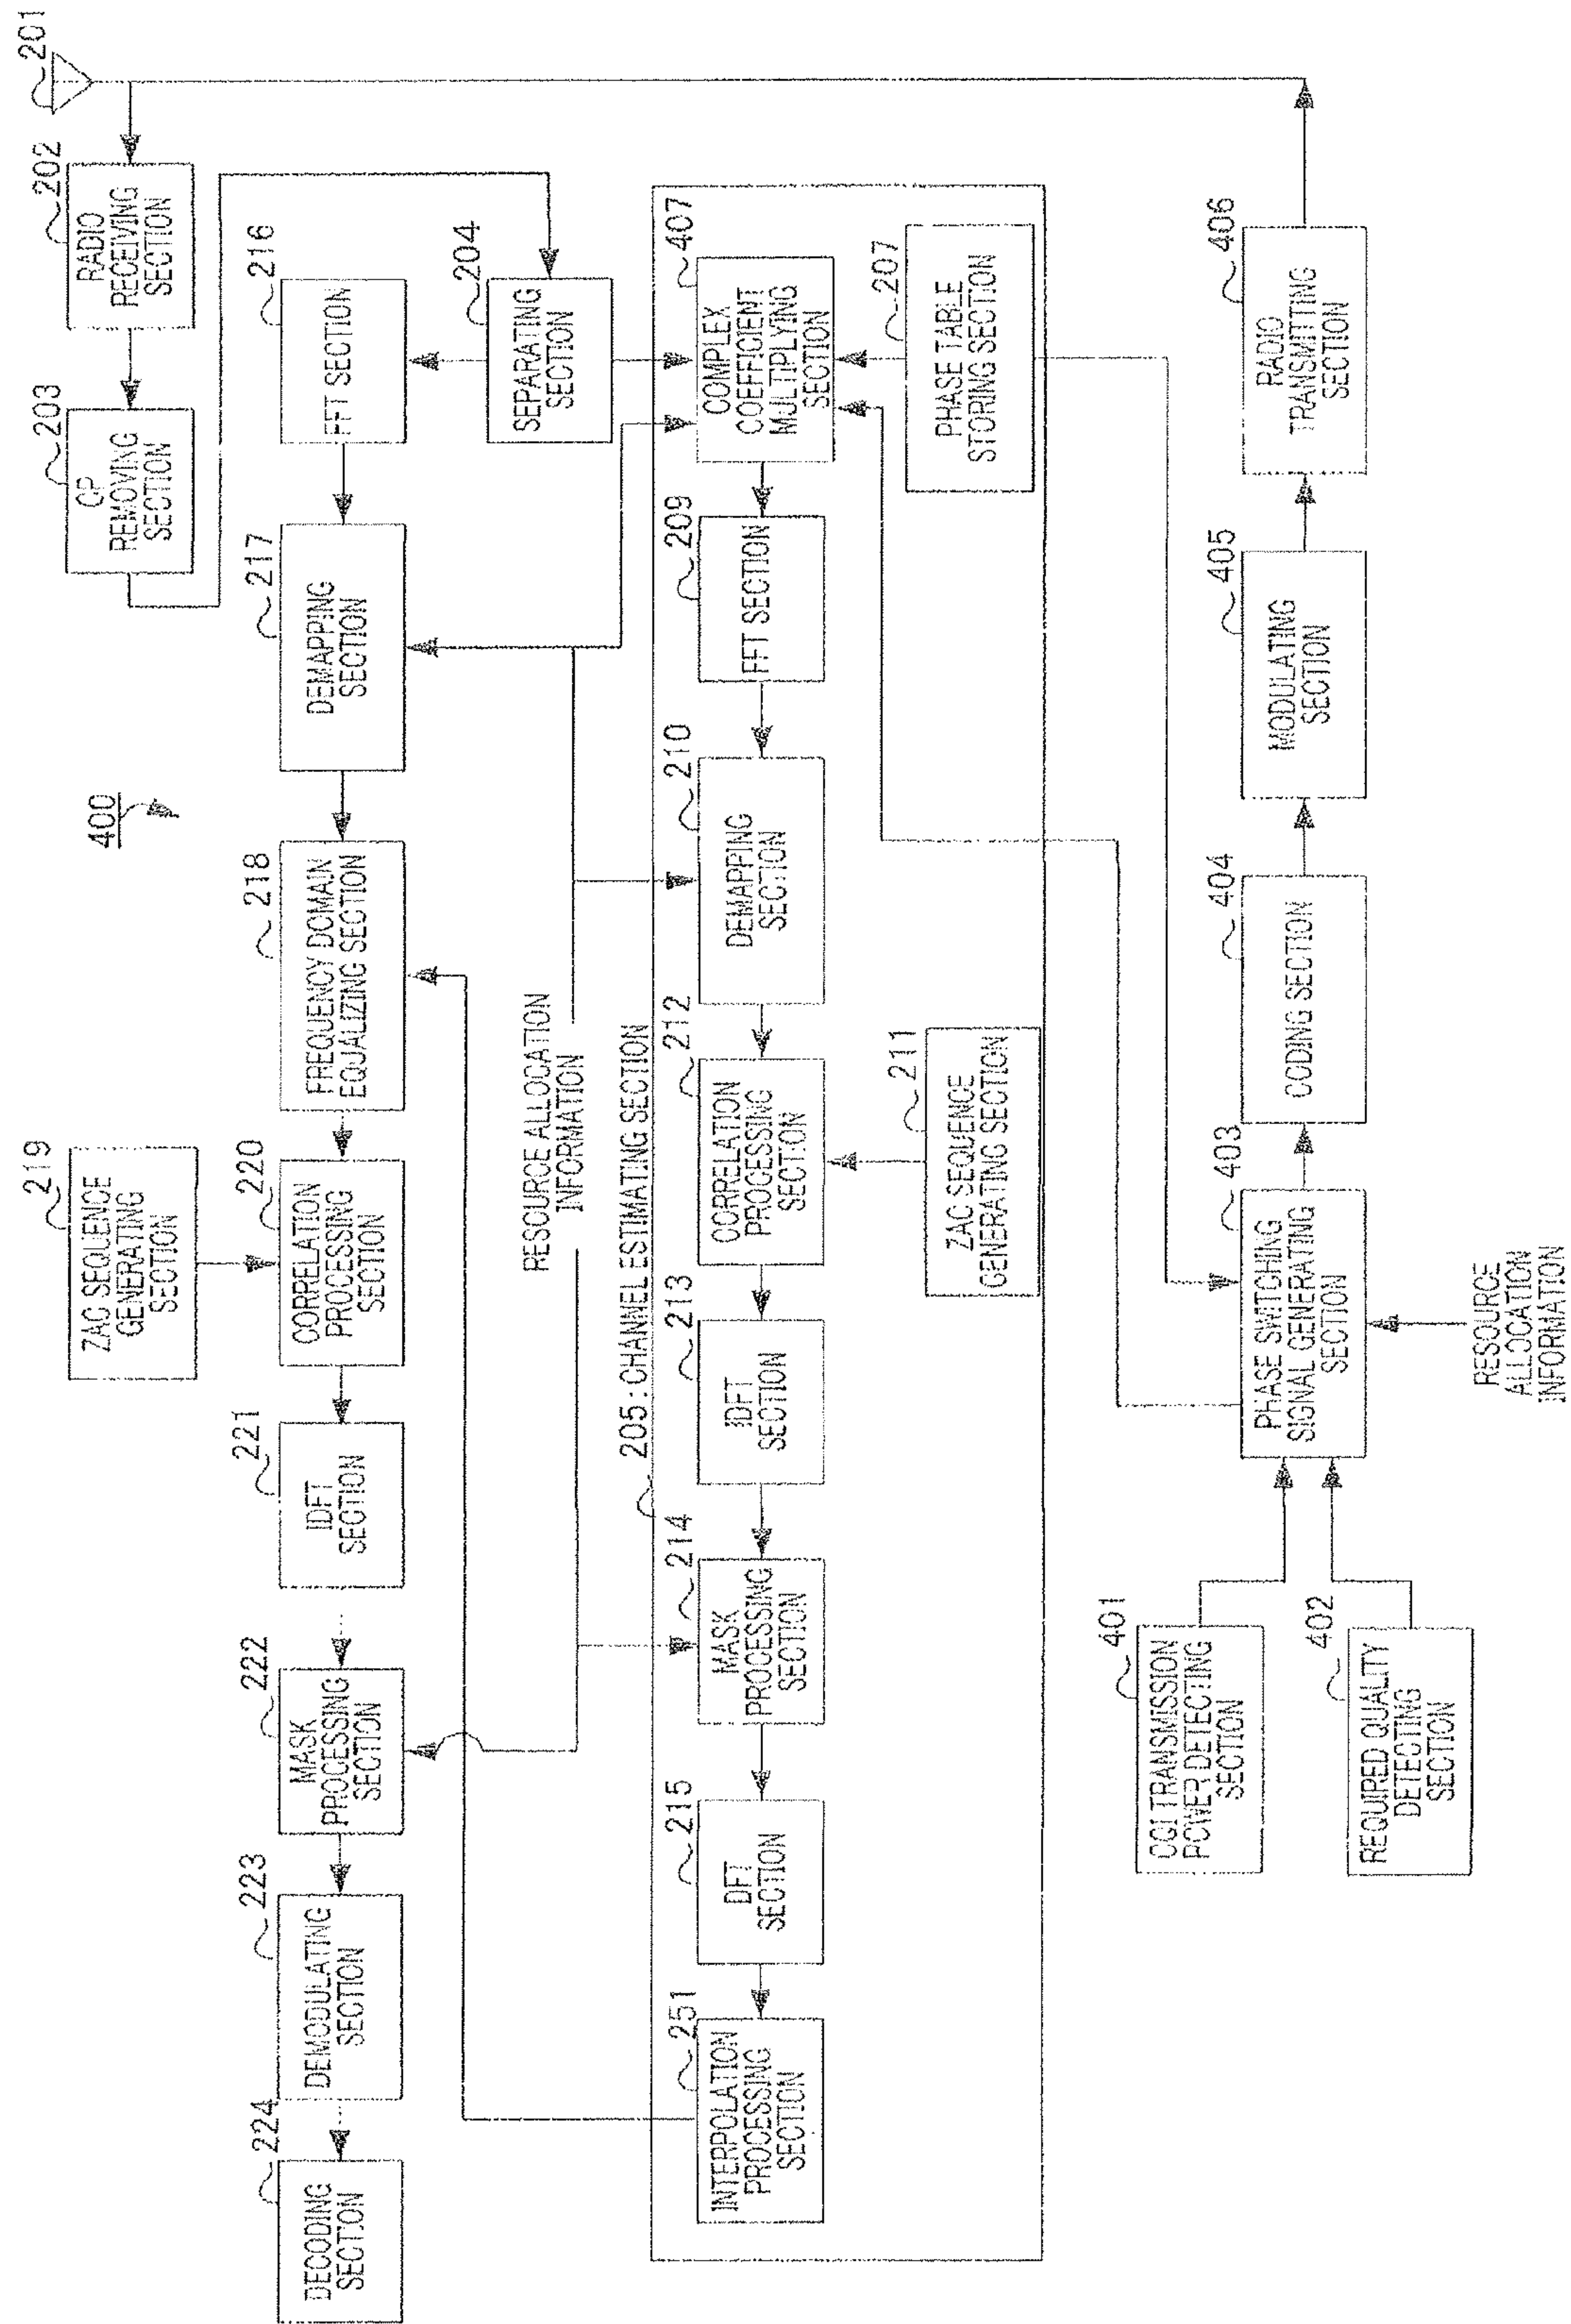 400
201
202
RADIO
RECEIVING
SECTION
203
CP
REMOVING
SECTION
204
SEPARATING
SECTION
216
FFT SECTION
217
DEMAPPING
SECTION
218
FREQUENCY DOMAIN
EQUALIZING SECTION
219
ZAC SEQUENCE
GENERATING
SECTION
220
CORRELATION
PROCESSING
SECTION
221
IDFT
SECTION
222
MASK
PROCESSING
SECTION
223
DEMODULATING
SECTION
224
DECODING
SECTION
RESOURCE ALLOCATION
INFORMATION
205 : CHANNEL ESTIMATING SECTION
407
COMPLEX
COEFFICIENT
MULTIPLYING
SECTION
207
PHASE TABLE
STORING SECTION
209
FFT SECTION
210
DEMAPPING
SECTION
212
CORRELATION
PROCESSING
SECTION
211
ZAC SEQUENCE
GENERATING SECTION
213
IDFT
SECTION
214
MASK
PROCESSING
SECTION
215
DFT
SECTION
251
INTERPOLATION
PROCESSING
SECTION
401
CQI TRANSMISSION
POWER DETECTING
SECTION
402
REQUIRED QUALITY
DETECTING
SECTION
403
PHASE SWITCHING
SIGNAL GENERATING
SECTION
RESOURCE
ALLOCATION
INFORMATION
404
CODING SECTION
405
MODULATING
SECTION
406
RADIO
TRANSMITTING
SECTION